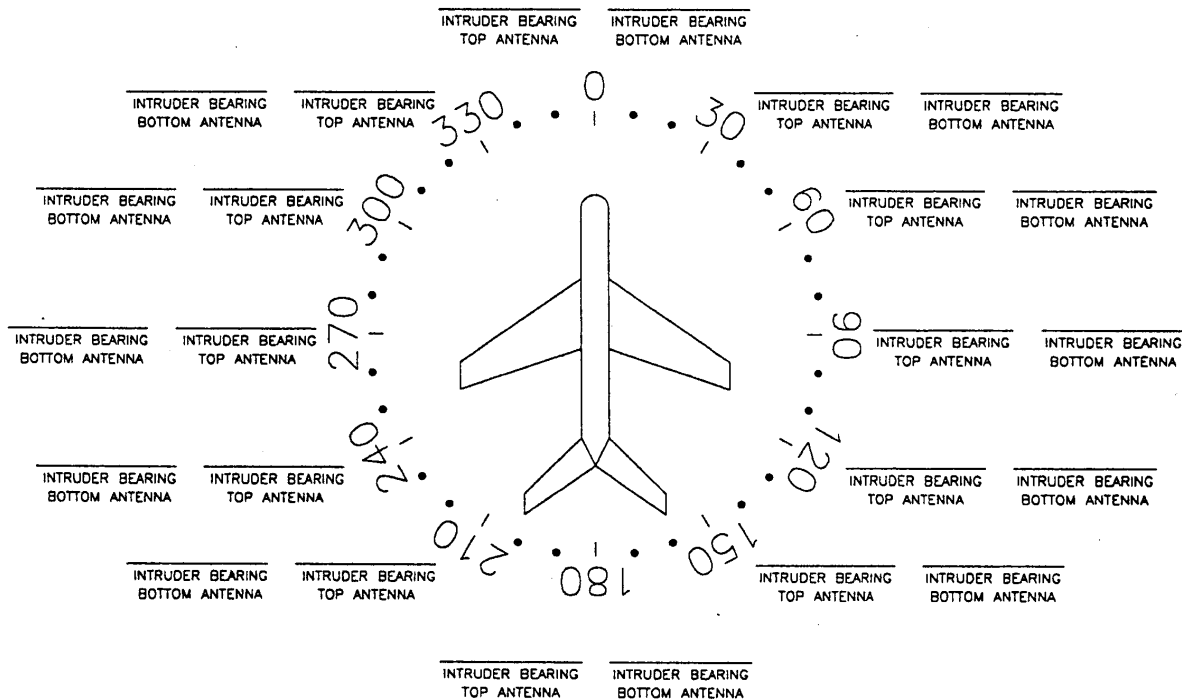 INTRUDER BEARING
TOP ANTENNA
INTRUDER BEARING
BOTTOM ANTENNA
INTRUDER BEARING
BOTTOM ANTENNA
INTRUDER BEARING
TOP ANTENNA
330
0
30
INTRUDER BEARING
TOP ANTENNA
INTRUDER BEARING
BOTTOM ANTENNA
INTRUDER BEARING
BOTTOM ANTENNA
INTRUDER BEARING
TOP ANTENNA
300
60
INTRUDER BEARING
TOP ANTENNA
INTRUDER BEARING
BOTTOM ANTENNA
INTRUDER BEARING
BOTTOM ANTENNA
INTRUDER BEARING
TOP ANTENNA
270
90
INTRUDER BEARING
TOP ANTENNA
INTRUDER BEARING
BOTTOM ANTENNA
INTRUDER BEARING
BOTTOM ANTENNA
INTRUDER BEARING
TOP ANTENNA
240
120
INTRUDER BEARING
TOP ANTENNA
INTRUDER BEARING
BOTTOM ANTENNA
INTRUDER BEARING
BOTTOM ANTENNA
INTRUDER BEARING
TOP ANTENNA
210
180
150
INTRUDER BEARING
TOP ANTENNA
INTRUDER BEARING
BOTTOM ANTENNA
INTRUDER BEARING
TOP ANTENNA
INTRUDER BEARING
BOTTOM ANTENNA